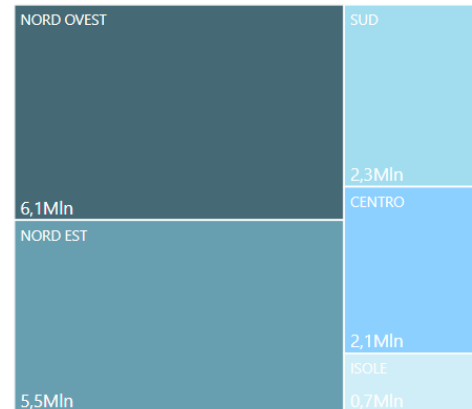 NORD OVEST
6,1Mln
NORD EST
5,5Mln
SUD
2,3Mln
CENTRO
2,1Mln
ISOLE
0,7Mln